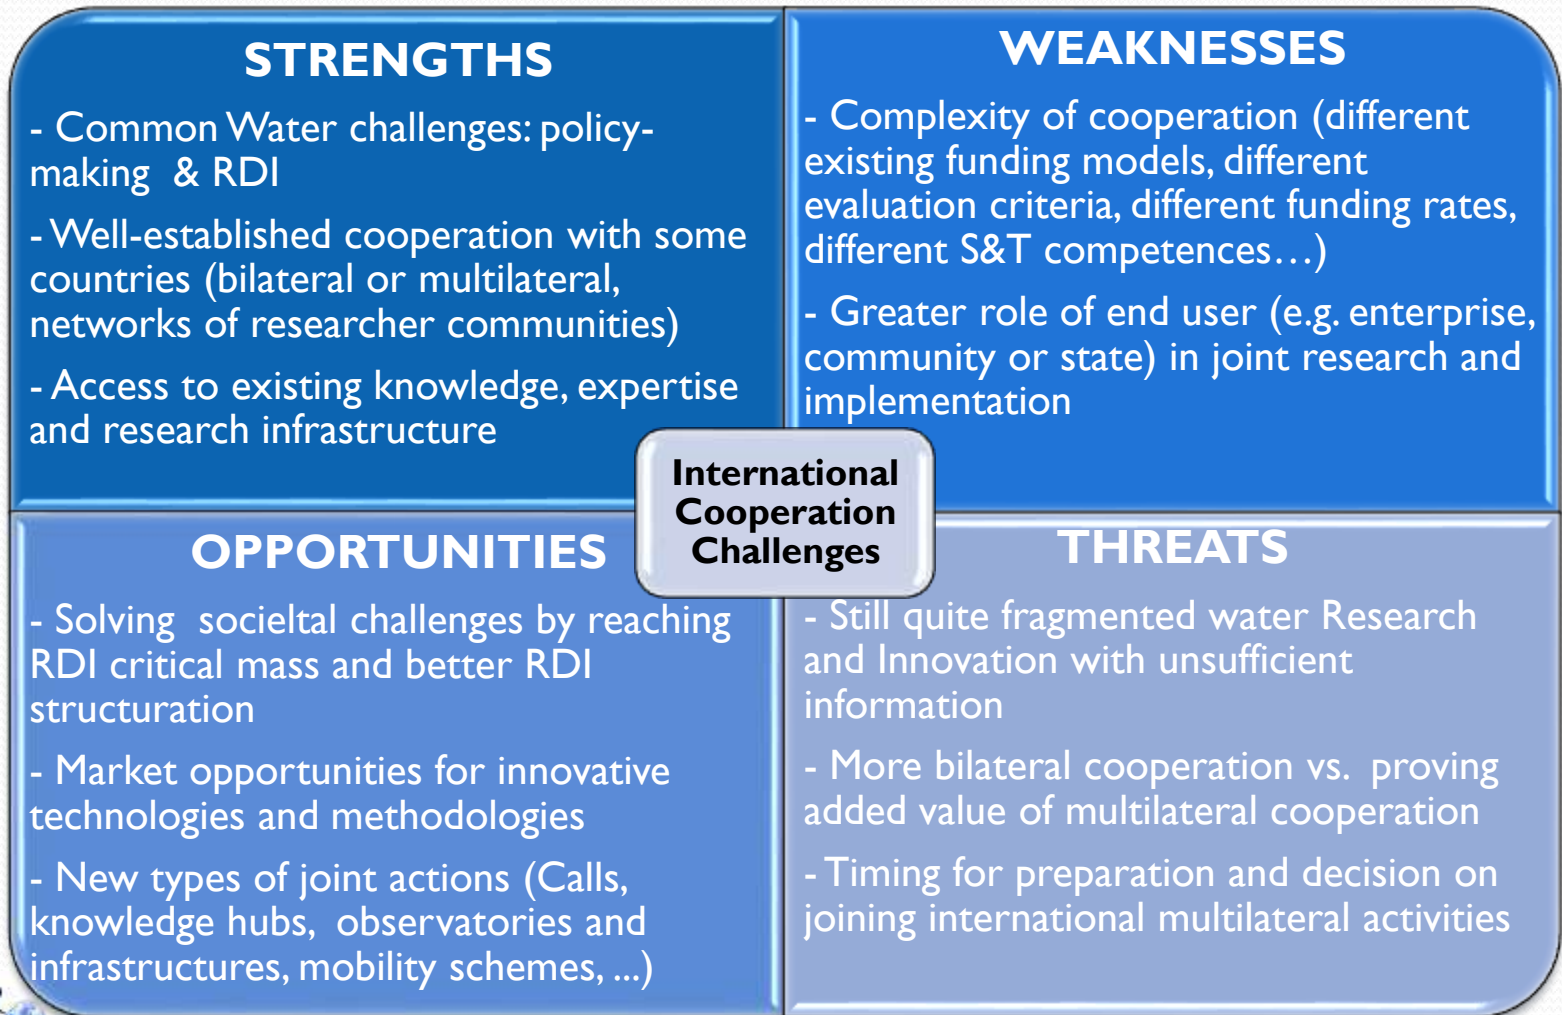 STRENGTHS
- Common Water challenges: policy-
making & RDI
- Well-established cooperation with some
countries (bilateral or multilateral,
networks of researcher communities)
- Access to existing knowledge, expertise
and research infrastructure
WEAKNESSES
- Complexity of cooperation (different
existing funding models, different
evaluation criteria, different funding rates,
different S&T competences…)
- Greater role of end user (e.g. enterprise,
community or state) in joint research and
implementation
International
Cooperation
Challenges
OPPORTUNITIES
- Solving socieltal challenges by reaching
RDI critical mass and better RDI
structuration
- Market opportunities for innovative
technologies and methodologies
- New types of joint actions (Calls,
knowledge hubs, observatories and
infrastructures, mobility schemes, ...)
THREATS
- Still quite fragmented water Research
and Innovation with unsufficient
information
- More bilateral cooperation vs. proving
added value of multilateral cooperation
- Timing for preparation and decision on
joining international multilateral activities